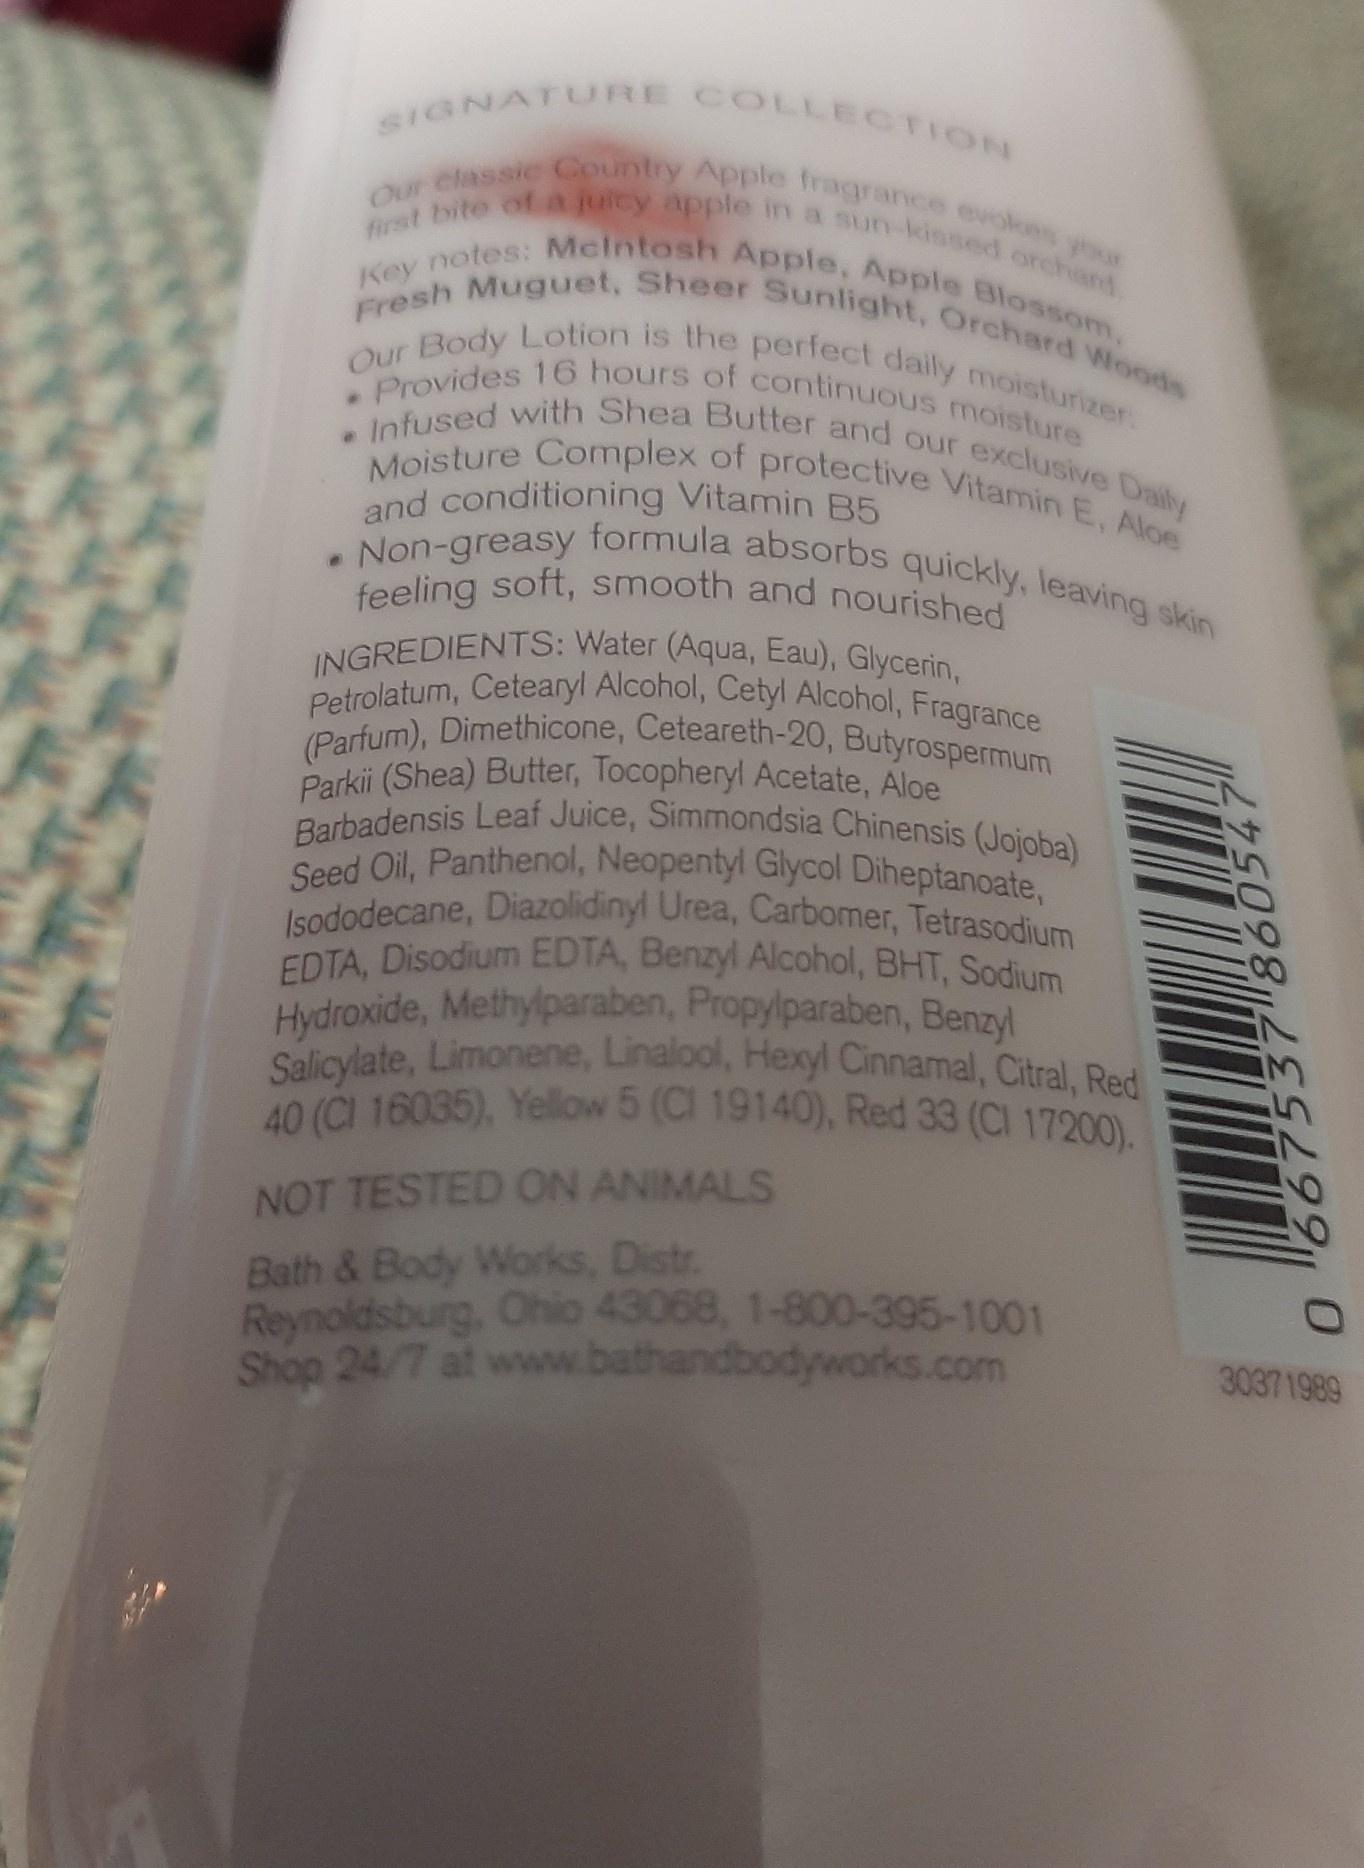 SIGNATURE COLLECTION
Our classic Country Apple fragrance evokes your
first bite of a juicy apple in a sun-kissed orchard.
Key notes: McIntosh Apple, Apple Blossom,
Fresh Muguet, Sheer Sunlight, Orchard Woods
Our Body Lotion is the perfect daily moisturizer:
• Provides 16 hours of continuous moisture
• Infused with Shea Butter and our exclusive Daily
Moisture Complex of protective Vitamin E, Aloe
and conditioning Vitamin B5
• Non-greasy formula absorbs quickly, leaving skin
feeling soft, smooth and nourished
INGREDIENTS: Water (Aqua, Eau), Glycerin,
Petrolatum, Cetearyl Alcohol, Cetyl Alcohol, Fragrance
(Parfum), Dimethicone, Ceteareth-20, Butyrospermum
Parkii (Shea) Butter, Tocopheryl Acetate, Aloe
Barbadensis Leaf Juice, Simmondsia Chinensis (Jojoba)
Seed Oil, Panthenol, Neopentyl Glycol Diheptanoate,
Isododecane, Diazolidinyl Urea, Carbomer, Tetrasodium
EDTA, Disodium EDTA, Benzyl Alcohol, BHT, Sodium
Hydroxide, Methylparaben, Propylparaben, Benzyl
Salicylate, Limonene, Linalool, Hexyl Cinnamal, Citral, Red
40 (CI 16035), Yellow 5 (CI 19140), Red 33 (CI 17200).
NOT TESTED ON ANIMALS
Bath & Body Works, Distr.
Reynoldsburg, Ohio 43068, 1-800-395-1001
Shop 24/7 at www.bathandbodyworks.com
0 667537 860547
30371989